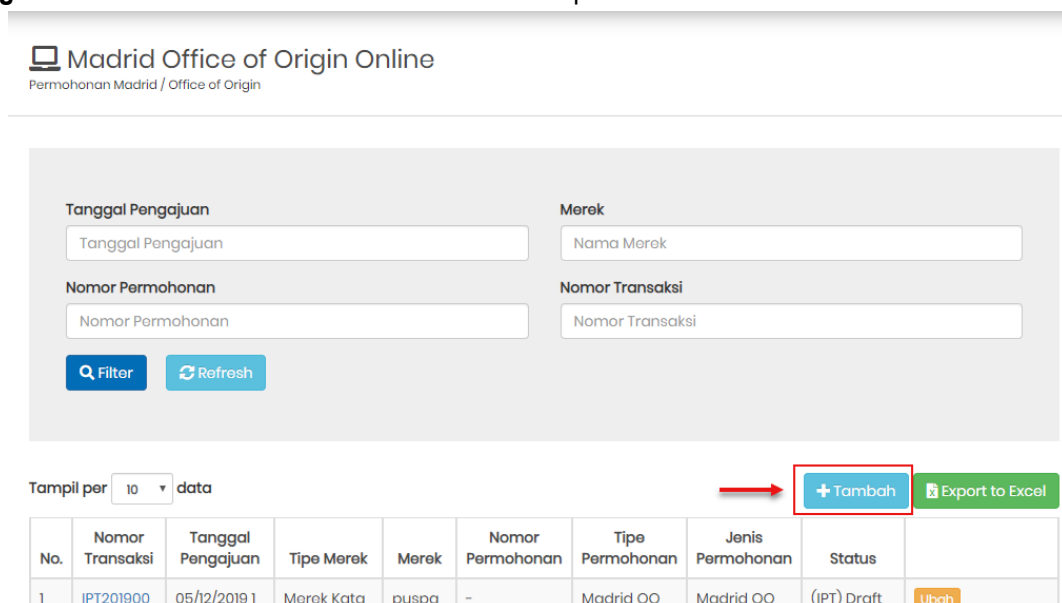 Madrid Office of Origin Online
Permohonan Madrid / Office of Origin
Tanggal Pengajuan
Merek
Tanggal Pengajuan
Nama Merek
Nomor Permohonan
Nomor Transaksi
Nomor Permohonan
Nomor Transaksi
Filter
Refresh
Tampil per 10 data
+ Tambah
Export to Excel
No. Nomor Transaksi Tanggal Pengajuan Tipe Merek Merek Nomor Permohonan Tipe Permohonan Jenis Permohonan Status
1 IPT201900 05/12/2019 1 Merek Kata puspa - Madrid OO Madrid OO (IPT) Draft Ubah